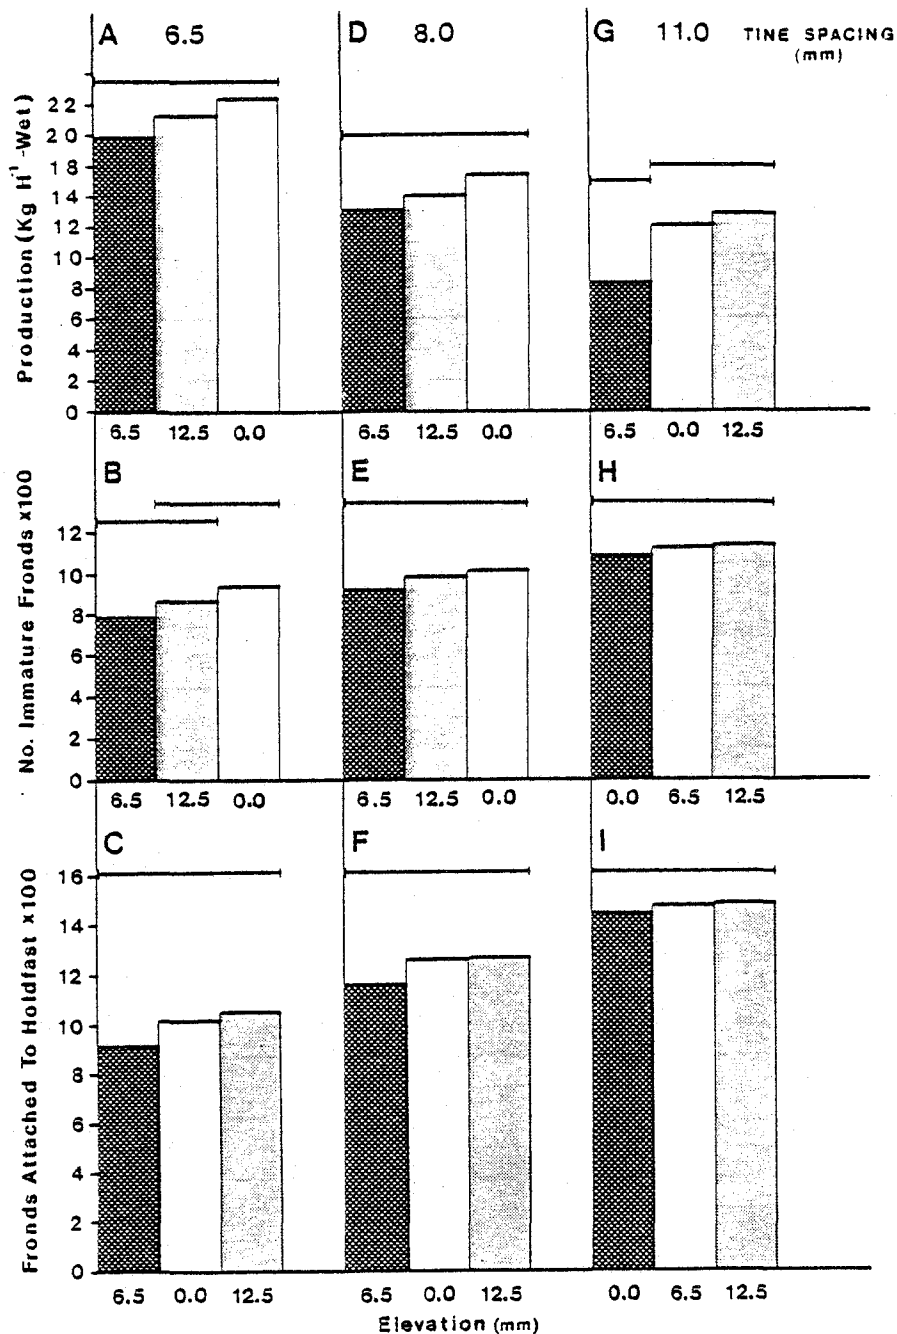 A 6.5 D 8.0 G 11.0 TINE SPACING
(mm)
Production (Kg H⁻¹-Wet)
22
20
18
14
12
10
8
6
4
2
0
6.5 12.5 0.0 6.5 12.5 0.0 6.5 0.0 12.5
B E H
No. Immature Fronds x100
12
10
8
6
4
2
0
6.5 12.5 0.0 6.5 12.5 0.0 0.0 6.5 12.5
C F I
Fronds Attached To Holdfast x100
16
14
12
10
8
6
4
2
0
6.5 0.0 12.5 6.5 0.0 12.5 0.0 6.5 12.5
Elevation (mm)